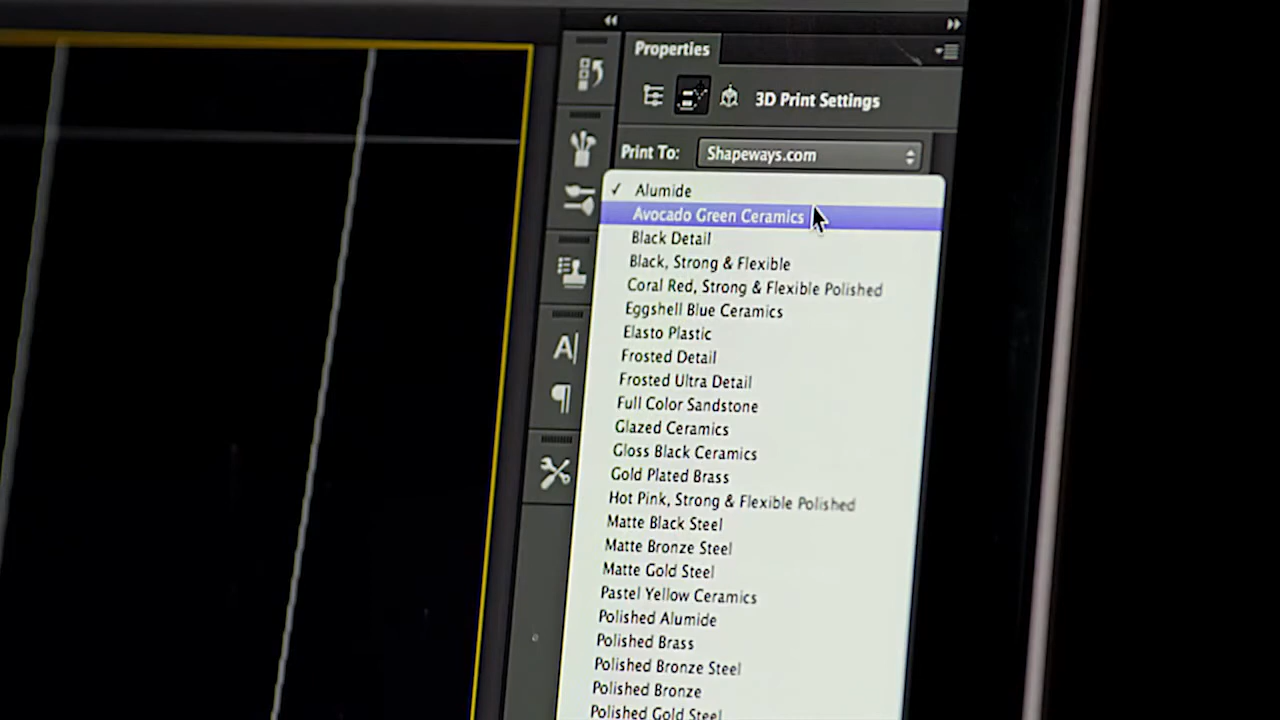 Properties
3D Print Settings
Print To: Shapeways.com
✓ Alumide
Avocado Green Ceramics
Black Detail
Black, Strong & Flexible
Coral Red, Strong & Flexible Polished
Eggshell Blue Ceramics
Elasto Plastic
Frosted Detail
Frosted Ultra Detail
Full Color Sandstone
Glazed Ceramics
Gloss Black Ceramics
Gold Plated Brass
Hot Pink, Strong & Flexible Polished
Matte Black Steel
Matte Bronze Steel
Matte Gold Steel
Pastel Yellow Ceramics
Polished Alumide
Polished Brass
Polished Bronze Steel
Polished Bronze
Polished Gold Steel